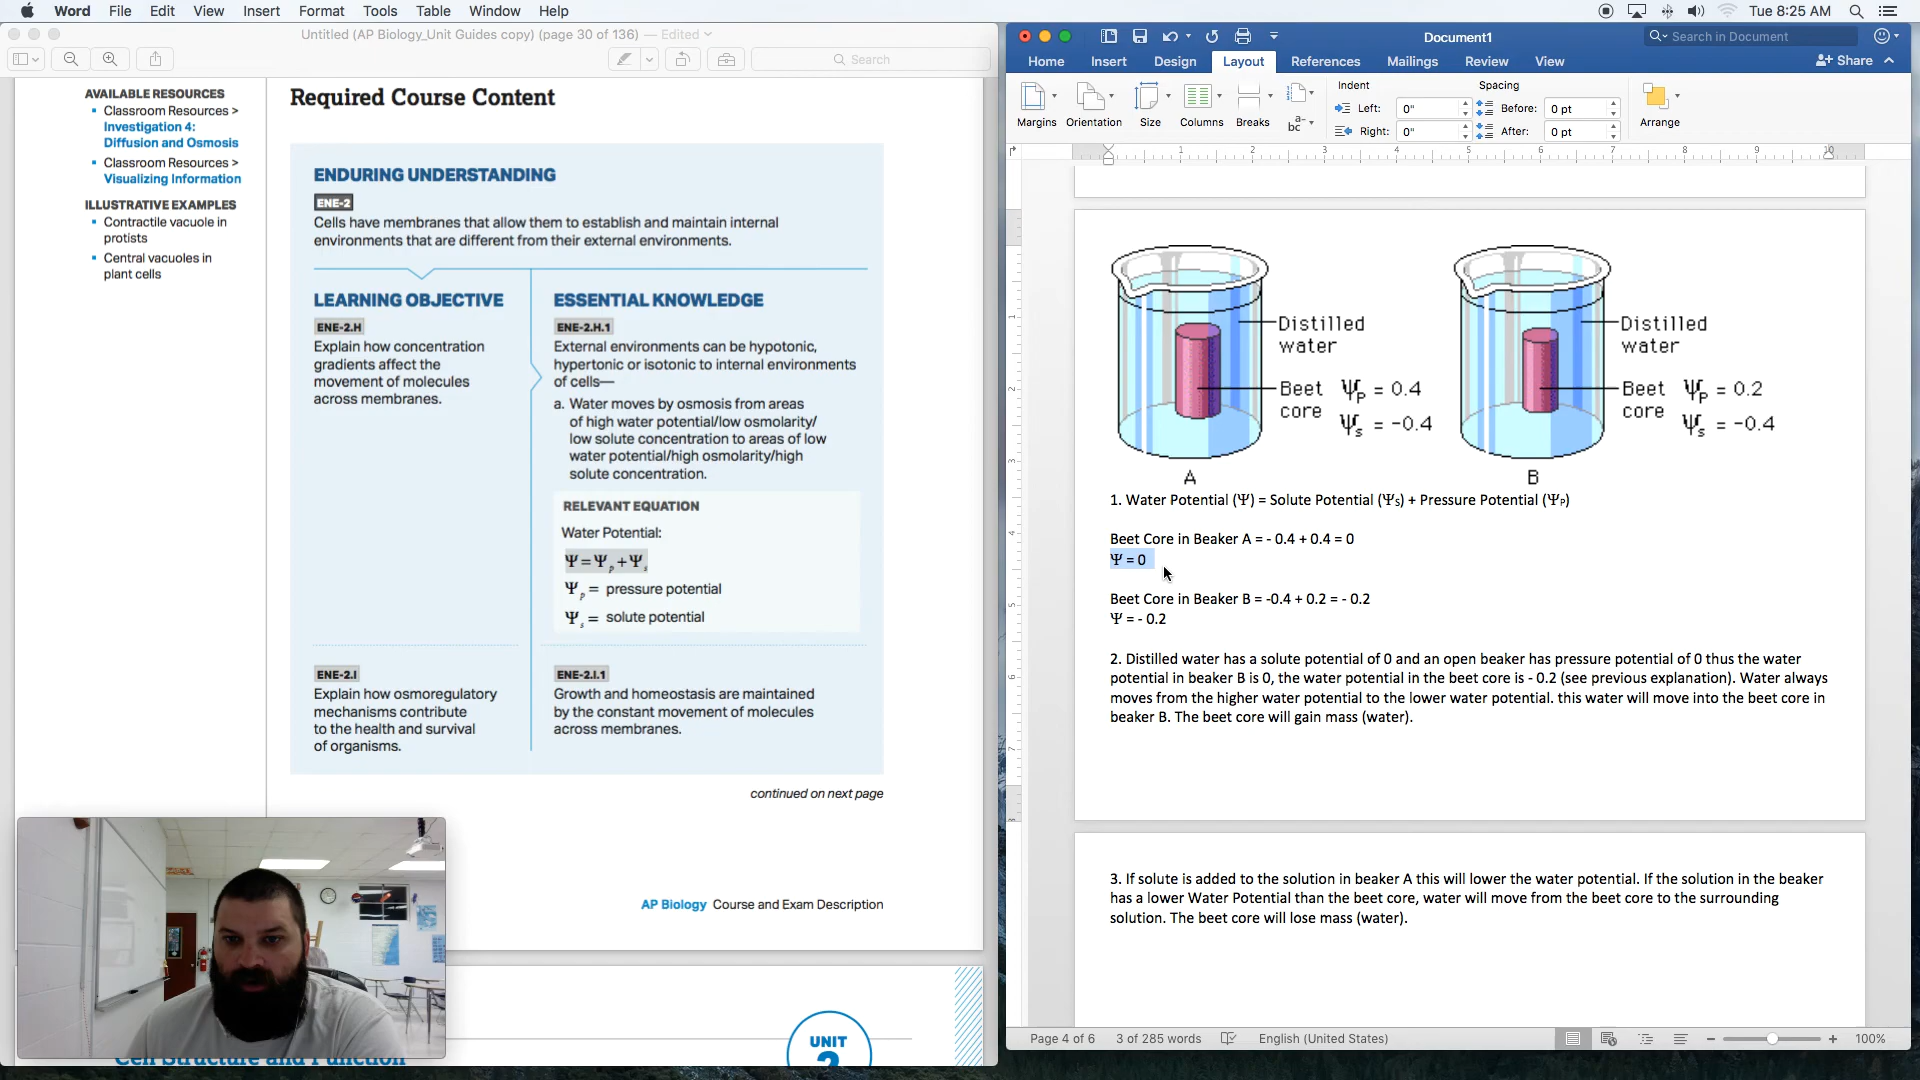 Word File Edit View Insert Format Tools Table Window Help
Tue 8:25 AM
Untitled (AP Biology_Unit Guides copy) (page 30 of 136) — Edited
Search
AVAILABLE RESOURCES
Classroom Resources >
Investigation 4:
Diffusion and Osmosis
Classroom Resources >
Visualizing Information
ILLUSTRATIVE EXAMPLES
Contractile vacuole in
protists
Central vacuoles in
plant cells
Required Course Content
ENDURING UNDERSTANDING
ENE-2
Cells have membranes that allow them to establish and maintain internal
environments that are different from their external environments.
LEARNING OBJECTIVE
ENE-2.H
Explain how concentration
gradients affect the
movement of molecules
across membranes.
ESSENTIAL KNOWLEDGE
ENE-2.H.1
External environments can be hypotonic,
hypertonic or isotonic to internal environments
of cells—
a. Water moves by osmosis from areas
of high water potential/low osmolarity/
low solute concentration to areas of low
water potential/high osmolarity/high
solute concentration.
RELEVANT EQUATION
Water Potential:
Ψ = Ψp + Ψs
Ψp = pressure potential
Ψs = solute potential
ENE-2.I
Explain how osmoregulatory
mechanisms contribute
to the health and survival
of organisms.
ENE-2.I.1
Growth and homeostasis are maintained
by the constant movement of molecules
across membranes.
continued on next page
AP Biology Course and Exam Description
UNIT
2
Cell Structure and Function
Document1
Search in Document
Home Insert Design Layout References Mailings Review View
Share
Margins Orientation Size Columns Breaks
Indent Spacing
Left: 0" Before: 0 pt
Right: 0" After: 0 pt
Arrange
1 2 3 4 5 6 7 8 9 10
Distilled
water
Beet
core
Ψp = 0.4
Ψs = -0.4
A
Distilled
water
Beet
core
Ψp = 0.2
Ψs = -0.4
B
1. Water Potential (Ψ) = Solute Potential (Ψs) + Pressure Potential (Ψp)
Beet Core in Beaker A = - 0.4 + 0.4 = 0
Ψ = 0
Beet Core in Beaker B = -0.4 + 0.2 = - 0.2
Ψ = - 0.2
2. Distilled water has a solute potential of 0 and an open beaker has pressure potential of 0 thus the water
potential in beaker B is 0, the water potential in the beet core is - 0.2 (see previous explanation). Water always
moves from the higher water potential to the lower water potential. this water will move into the beet core in
beaker B. The beet core will gain mass (water).
3. If solute is added to the solution in beaker A this will lower the water potential. If the solution in the beaker
has a lower Water Potential than the beet core, water will move from the beet core to the surrounding
solution. The beet core will lose mass (water).
Page 4 of 6 3 of 285 words English (United States)
100%